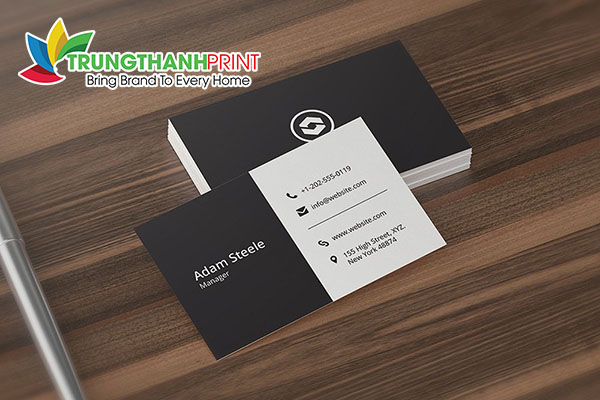 TRUNGTHANHPRINT
Bring Brand To Every Home
Adam Steele
Manager
+1-202-555-0119
info@website.com
www.website.com
155 High Street, XYZ.
New York 48874